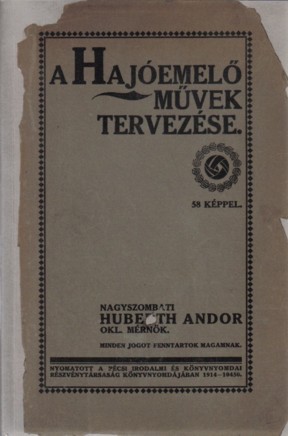 A HAJÓEMELŐ
MŰVEK
TERVEZÉSE.
58 KÉPPEL.
NAGYSZOMBATI
HUBERTH ANDOR
OKL. MÉRNÖK.
MINDEN JOGOT FENNTARTOK MAGAMNAK.
NYOMATOTT A PÉCSI IRODALMI ÉS KÖNYVNYOMDAI
RÉSZVÉNYTÁRSASÁG KÖNYVNYOMDÁJÁBAN 1914—10450.